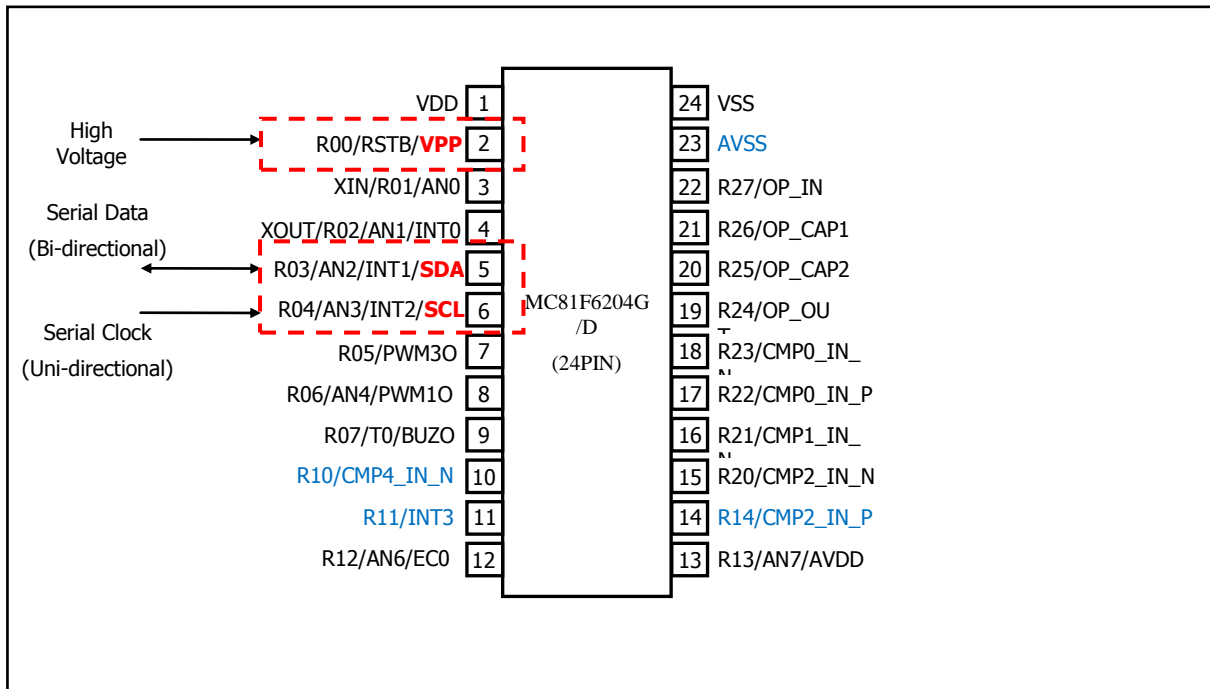 VDD 1
High
Voltage
R00/RSTB/VPP 2
XIN/R01/AN0 3
Serial Data
(Bi-directional)
XOUT/R02/AN1/INT0 4
R03/AN2/INT1/SDA 5
Serial Clock
(Uni-directional)
R04/AN3/INT2/SCL 6
R05/PWM3O 7
R06/AN4/PWM1O 8
R07/T0/BUZO 9
R10/CMP4_IN_N 10
R11/INT3 11
R12/AN6/EC0 12
MC81F6204G
/D
(24PIN)
24 VSS
23 AVSS
22 R27/OP_IN
21 R26/OP_CAP1
20 R25/OP_CAP2
19 R24/OP_OU
18 R23/CMP0_IN_
17 R22/CMP0_IN_P
16 R21/CMP1_IN_
15 R20/CMP2_IN_N
14 R14/CMP2_IN_P
13 R13/AN7/AVDD